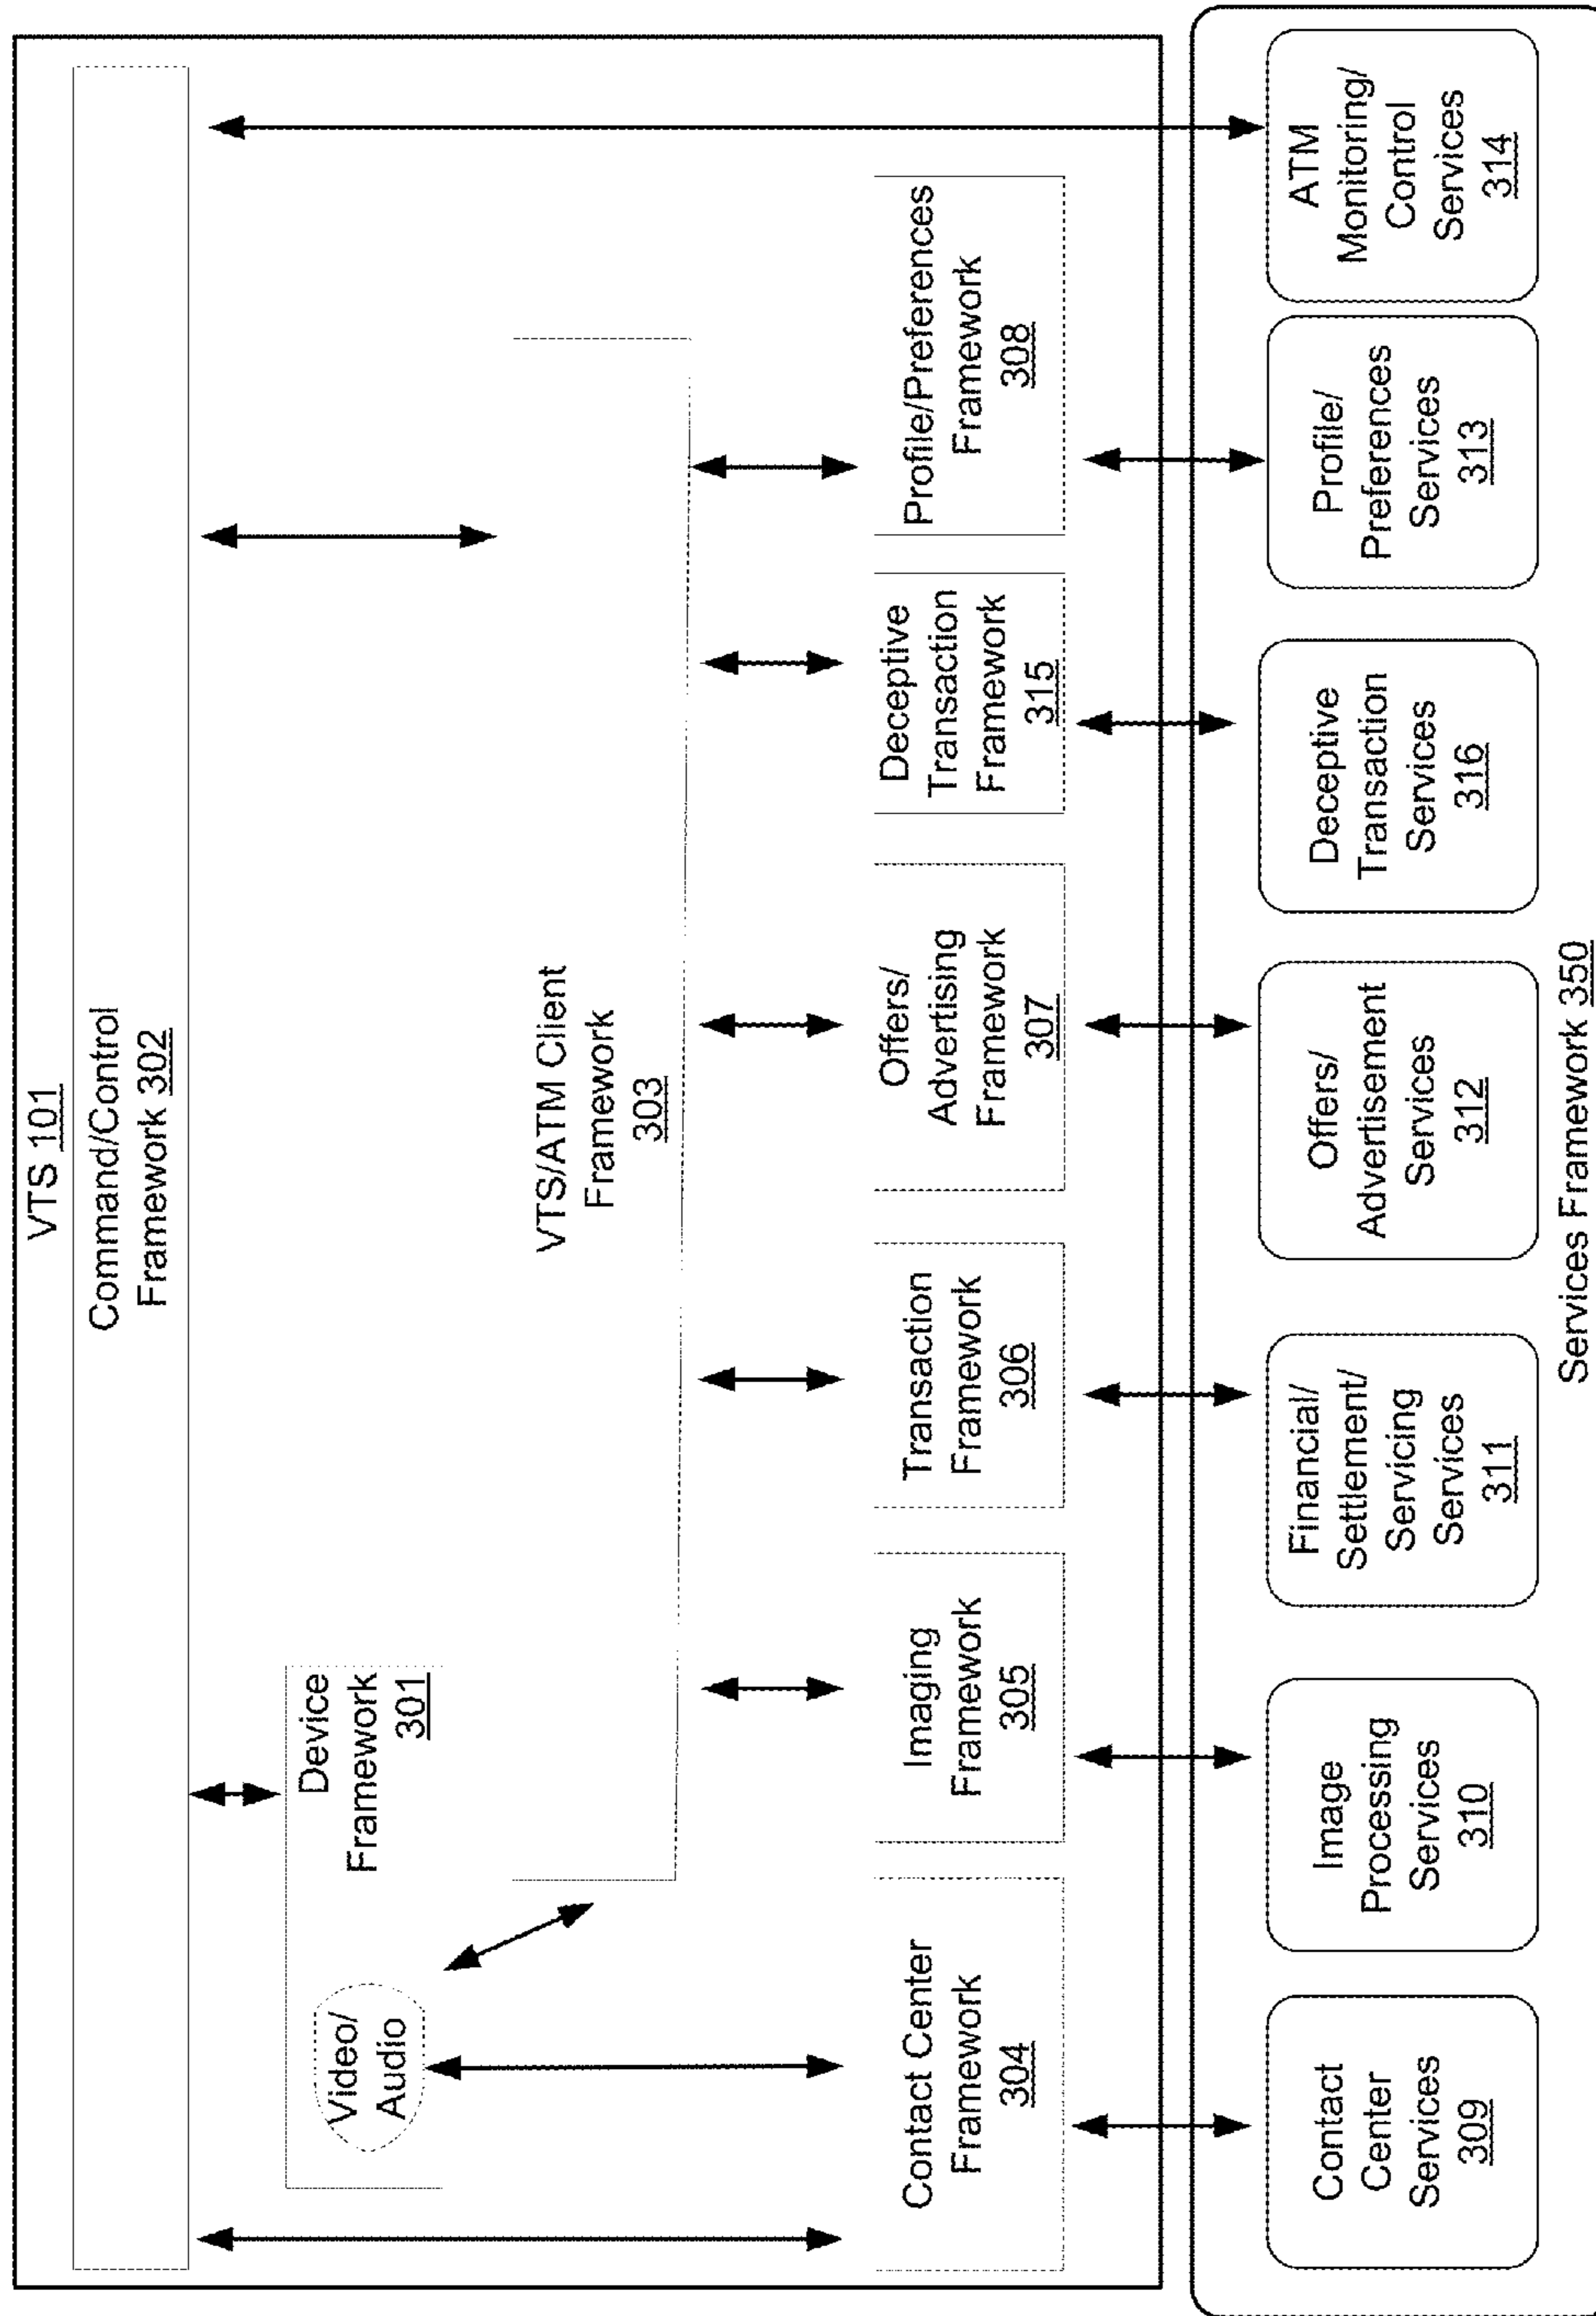 VTS 101
Command/Control
Framework 302
Device
Framework
301
Video/
Audio
VTS/ATM Client
Framework
303
Contact Center
Framework
304
Imaging
Framework
305
Transaction
Framework
306
Offers/
Advertising
Framework
307
Deceptive
Transaction
Framework
315
Profile/Preferences
Framework
308
Contact
Center
Services
309
Image
Processing
Services
310
Financial/
Settlement/
Servicing
Services
311
Offers/
Advertisement
Services
312
Deceptive
Transaction
Services
316
Profile/
Preferences
Services
313
ATM
Monitoring/
Control
Services
314
Services Framework 350